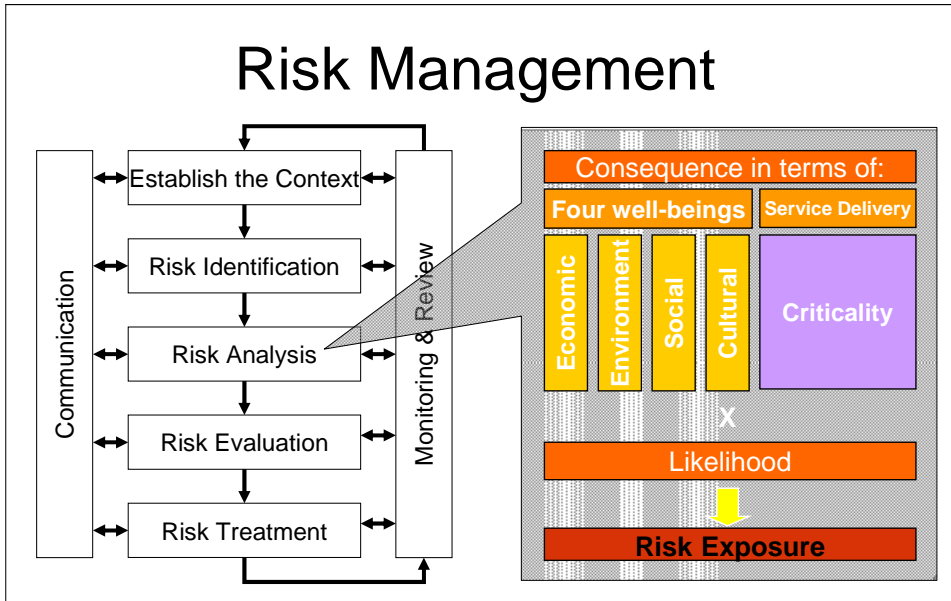 Risk Management
Communication
Establish the Context
Risk Identification
Risk Analysis
Risk Evaluation
Risk Treatment
Monitoring & Review
Consequence in terms of:
Four well-beings
Service Delivery
Economic
Environment
Social
Cultural
Criticality
X
Likelihood
Risk Exposure